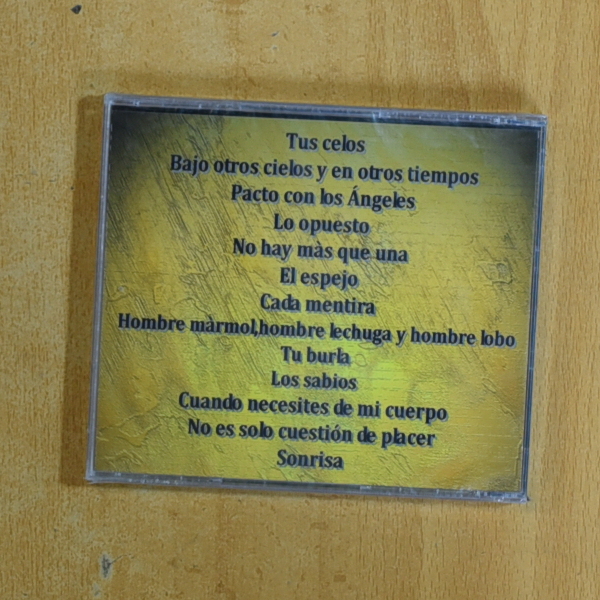 Tus celos
Bajo otros cielos y en otros tiempos
Pacto con los Ángeles
Lo opuesto
No hay màs que una
El espejo
Cada mentira
Hombre màrmol,hombre lechuga y hombre lobo
Tu burla
Los sabios
Cuando necesites de mi cuerpo
No es solo cuestión de placer
Sonrisa